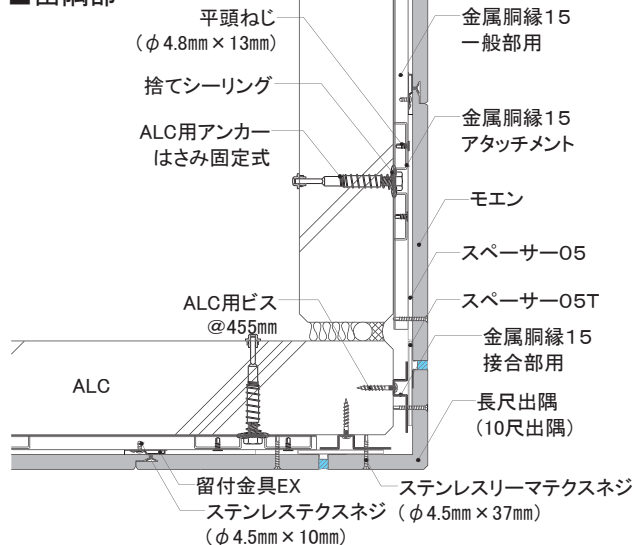 平頭ねじ
(φ4.8mm×13mm)
捨てシーリング
ALC用アンカー
はさみ固定式
ALC用ビス
@455mm
ALC
金属胴縁15
一般部用
金属胴縁15
アタッチメント
モエン
スペーサー05
スペーサー05T
金属胴縁15
接合部用
長尺出隅
(10尺出隅)
留付金具EX
ステンレステクスネジ
(φ4.5mm×10mm)
ステンレスリーマテクスネジ
(φ4.5mm×37mm)